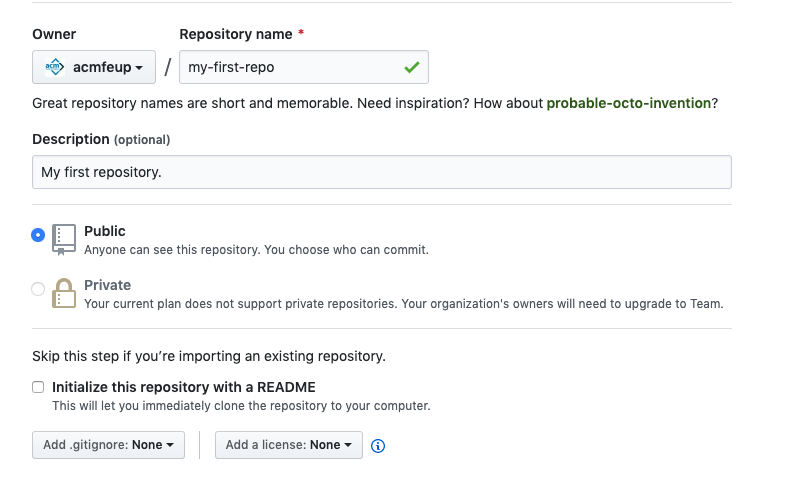 Owner
Repository name *
acm acmfeup / my-first-repo
Great repository names are short and memorable. Need inspiration? How about probable-octo-invention?
Description (optional)
My first repository.
Public
Anyone can see this repository. You choose who can commit.
Private
Your current plan does not support private repositories. Your organization's owners will need to upgrade to Team.
Skip this step if you’re importing an existing repository.
Initialize this repository with a README
This will let you immediately clone the repository to your computer.
Add .gitignore: None
Add a license: None